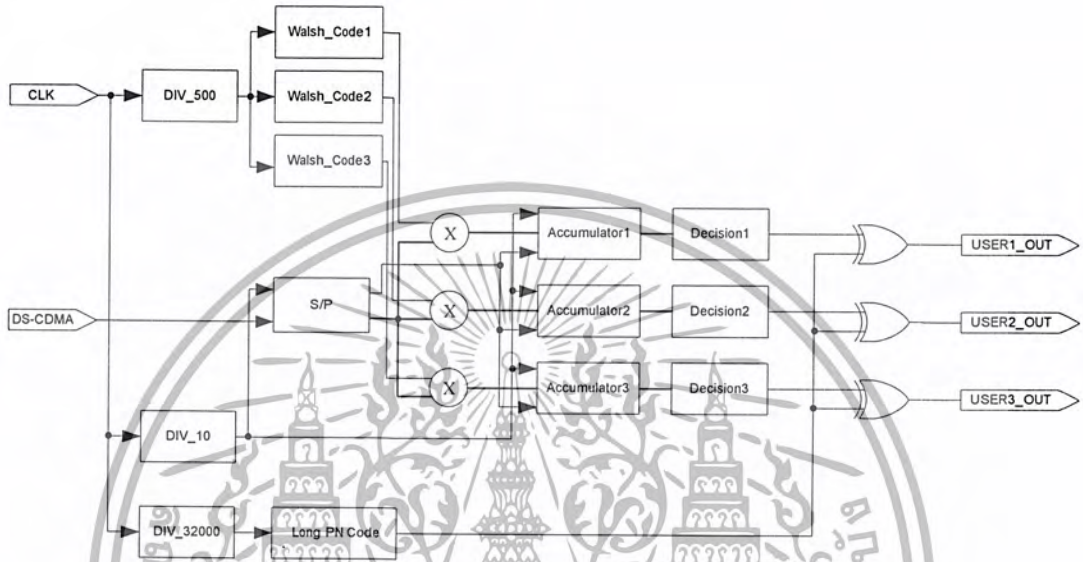 Walsh_Code1
CLK
DIV_500
Walsh_Code2
Walsh_Code3
X
Accumulator1
Decision1
USER1_OUT
DS-CDMA
S/P
X
Accumulator2
Decision2
USER2_OUT
X
Accumulator3
Decision3
USER3_OUT
DIV_10
DIV_32000
Long PN Code